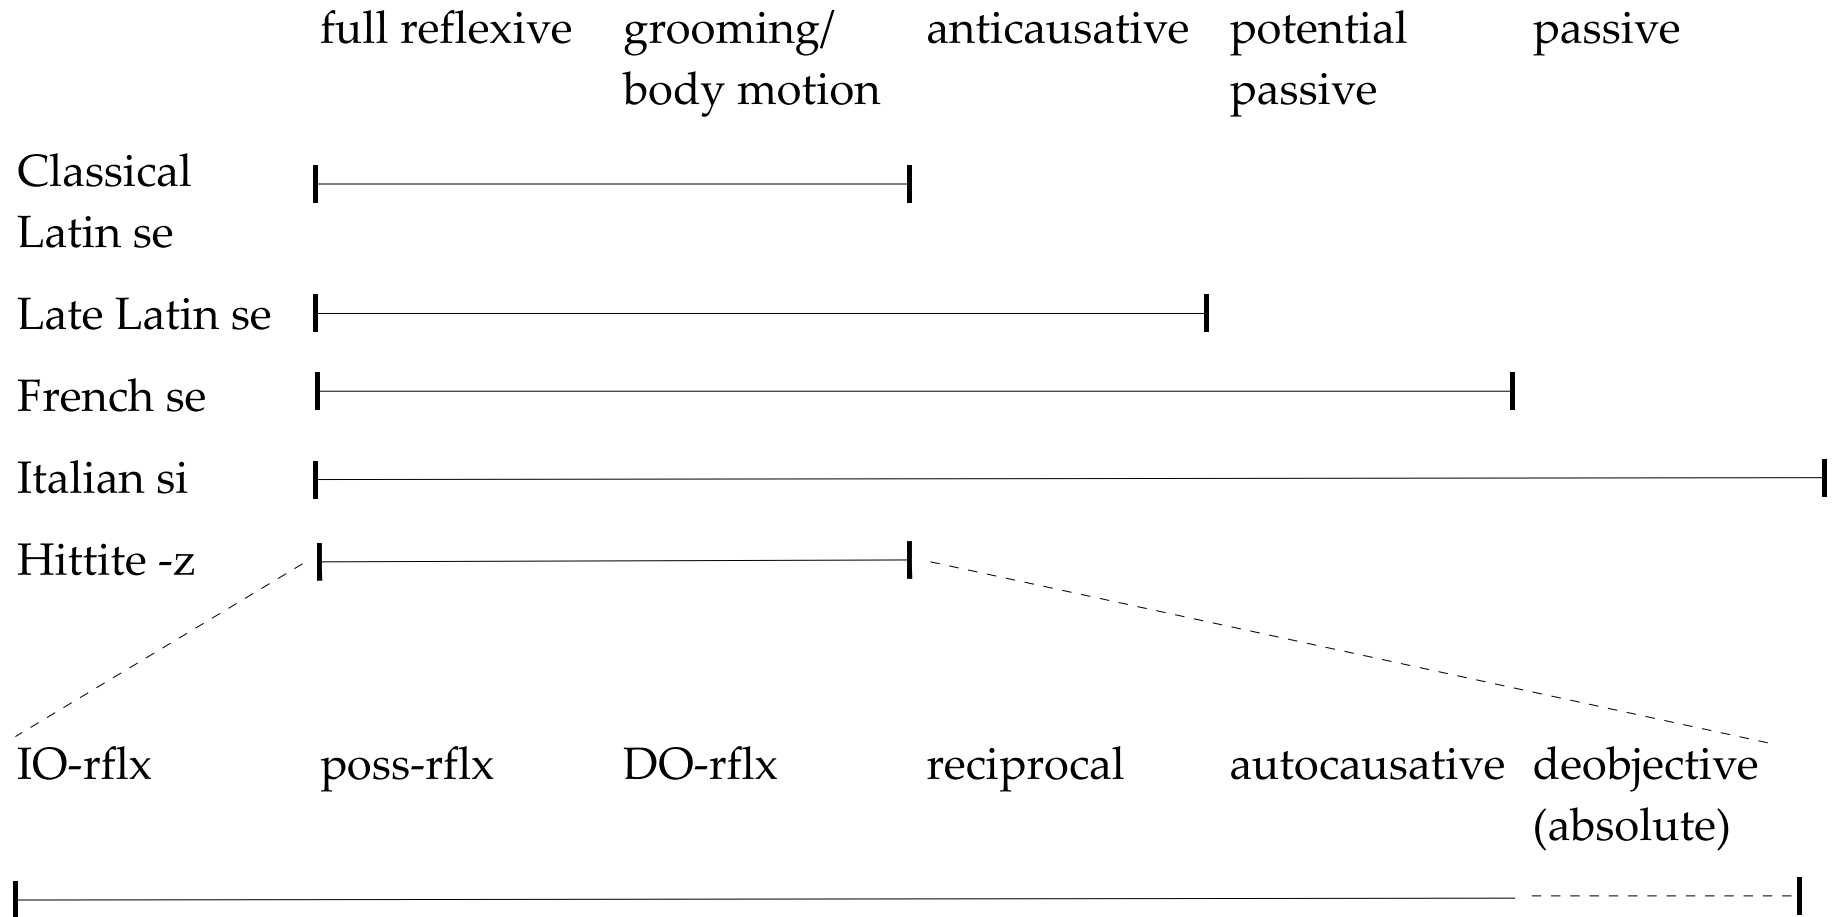 full reflexive grooming/ anticausative potential passive
body motion passive
Classical
Latin se
Late Latin se
French se
Italian si
Hittite -z
IO-rflx poss-rflx DO-rflx reciprocal autocausative deobjective
(absolute)